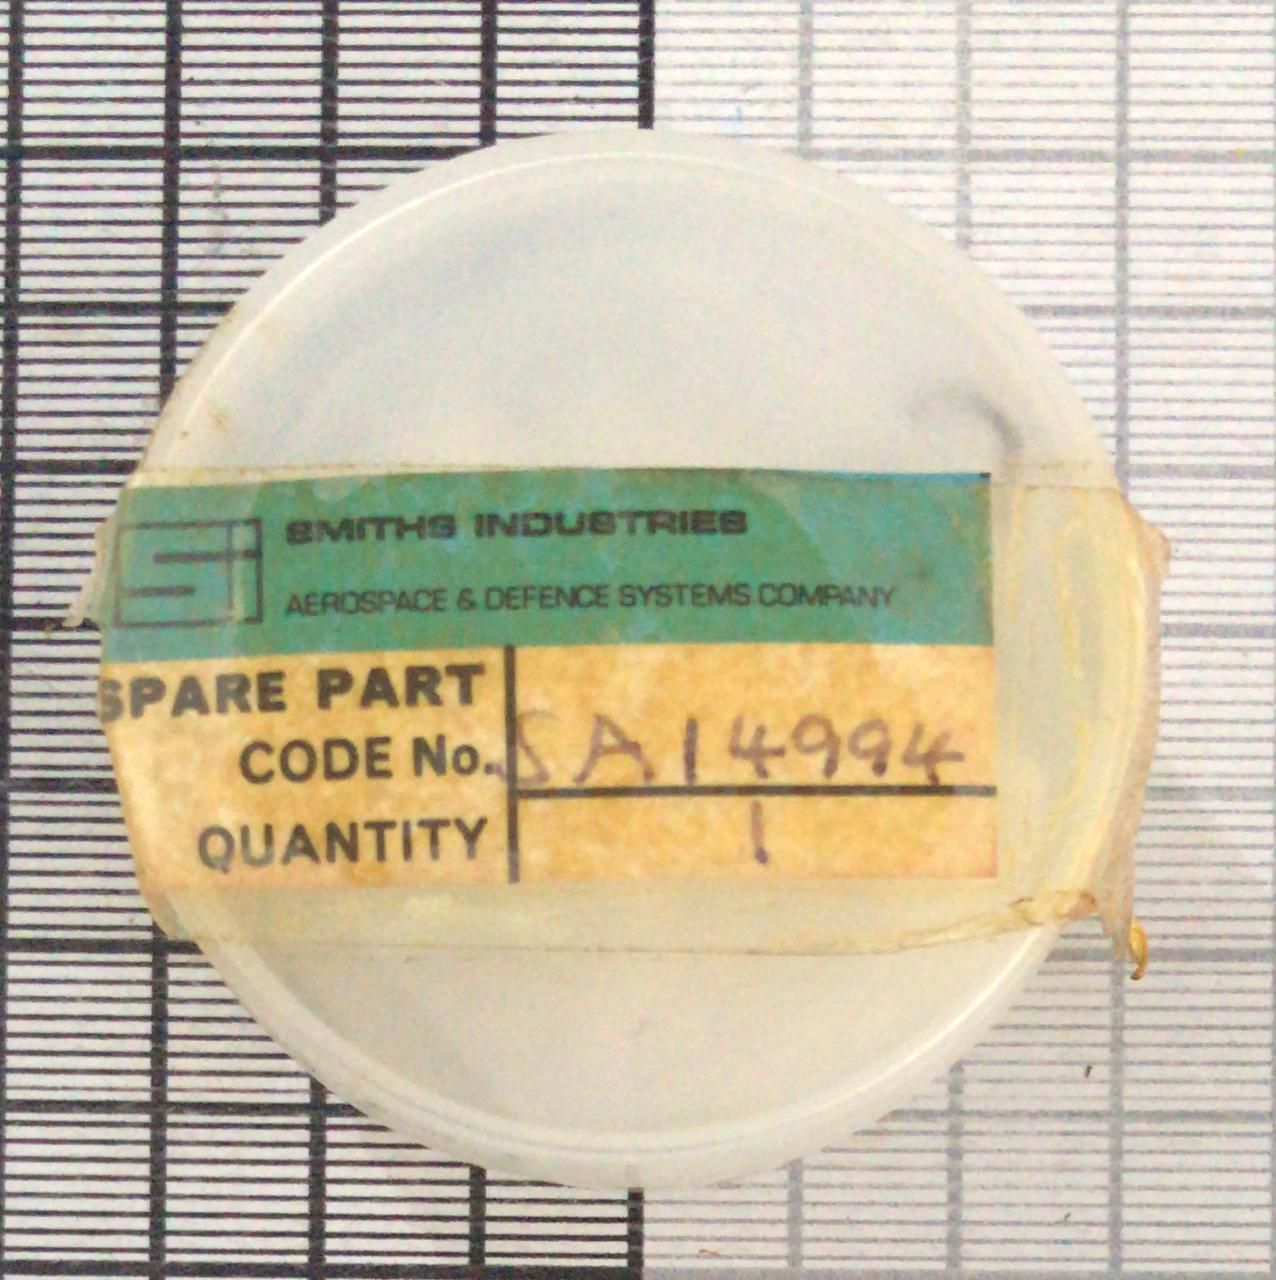 SMITHS INDUSTRIES
AEROSPACE & DEFENCE SYSTEMS COMPANY
SPARE PART
CODE No. SA14994
QUANTITY 1